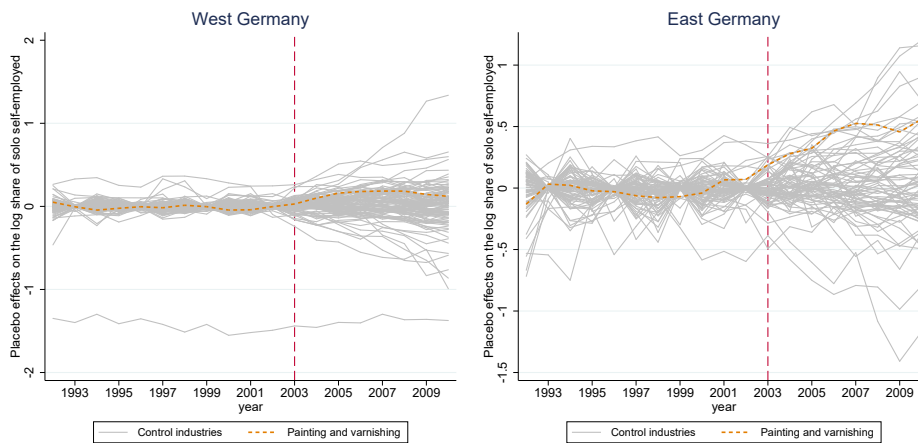 West Germany
Placebo effects on the log share of solo self-employed
2
1
0
-1
-2
1993 1995 1997 1999 2001 2003 2005 2007 2009
year
Control industries Painting and varnishing
East Germany
Placebo effects on the log share of solo self-employed
1
.5
0
-.5
-1
-1.5
1993 1995 1997 1999 2001 2003 2005 2007 2009
year
Control industries Painting and varnishing